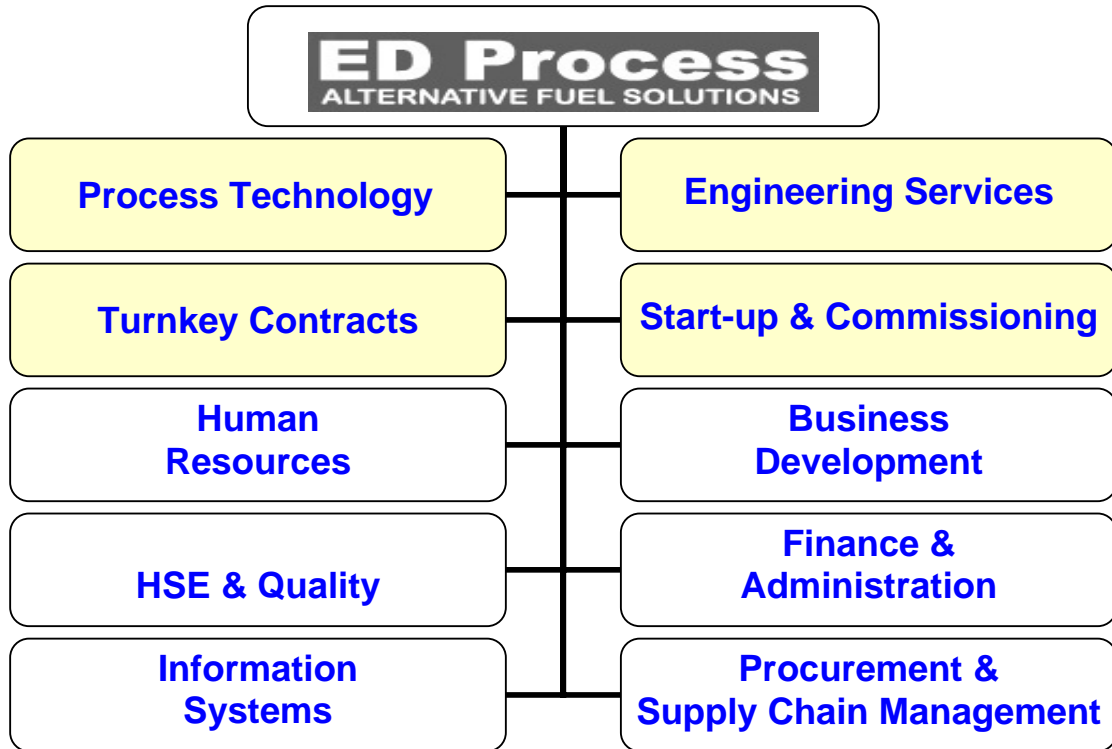 ED Process
ALTERNATIVE FUEL SOLUTIONS
Process Technology
Engineering Services
Turnkey Contracts
Start-up & Commissioning
Human
Resources
Business
Development
HSE & Quality
Finance &
Administration
Information
Systems
Procurement &
Supply Chain Management